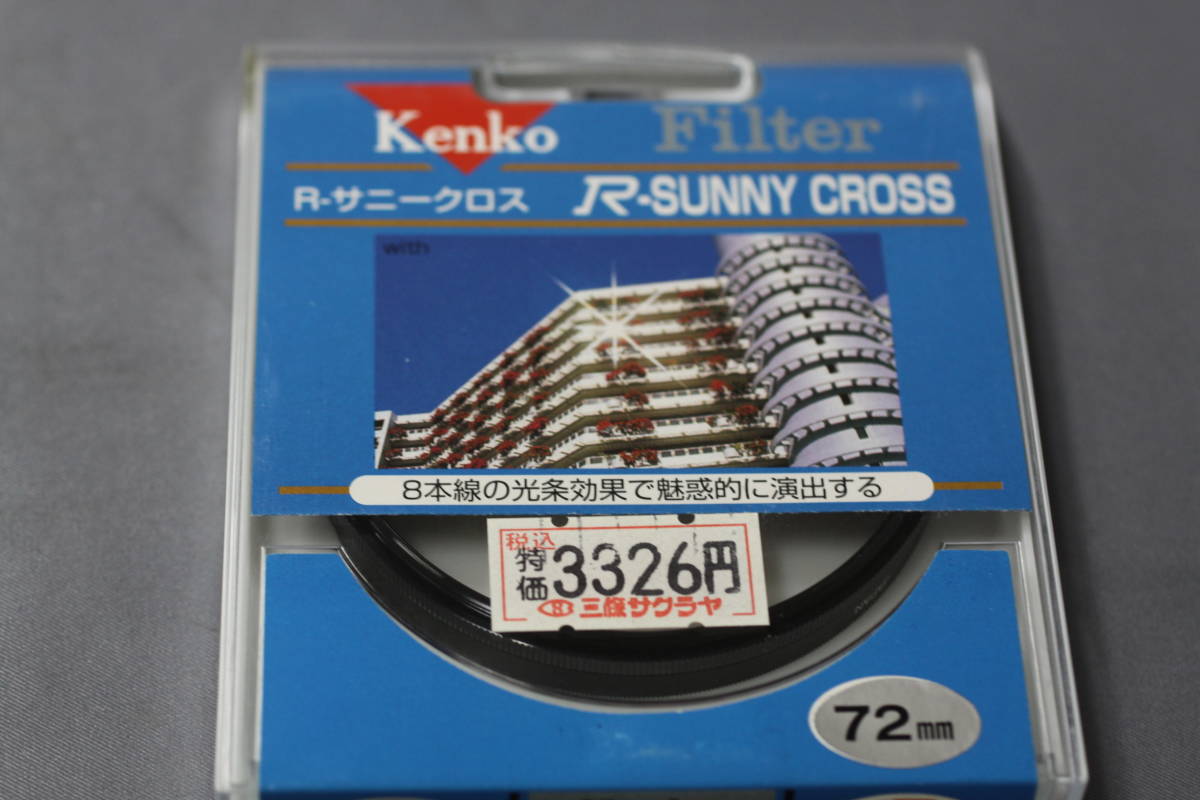 Kenko Filter
R-サニークロス R-SUNNY CROSS
with
8本線の光条効果で魅惑的に演出する
税込
特価 3326円
三條サクラヤ
72mm